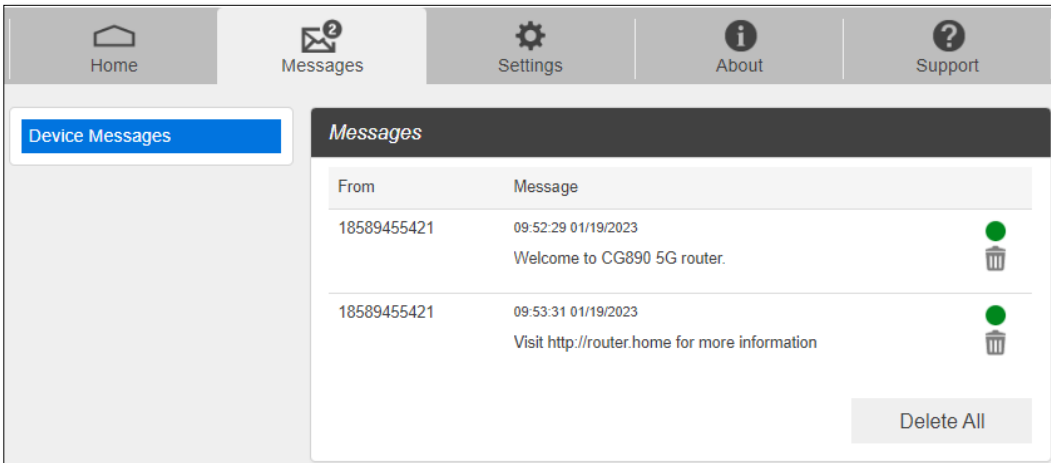 2
Home Messages Settings About Support
Device Messages
Messages
From Message
18589455421 09:52:29 01/19/2023
Welcome to CG890 5G router.
18589455421 09:53:31 01/19/2023
Visit http://router.home for more information
Delete All